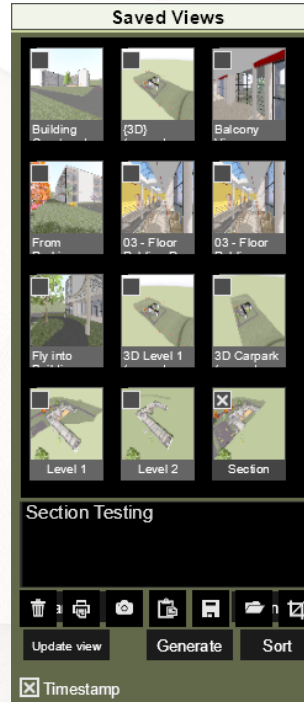 Saved Views
Building
{3D}
Balcony
From
03 - Floor
03 - Floor
Fly into
3D Level 1
3D Carpark
Level 1
Level 2
Section
Section Testing
Update view
Generate
Sort
Timestamp